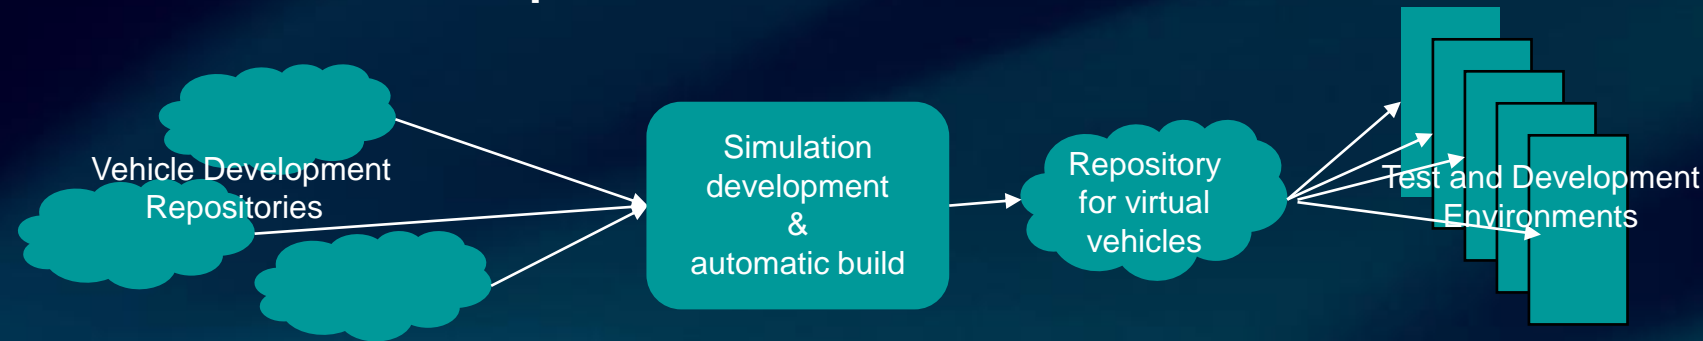 Vehicle Development
Repositories
Simulation
development
&
automatic build
Repository
for virtual
vehicles
Test and Development
Environments